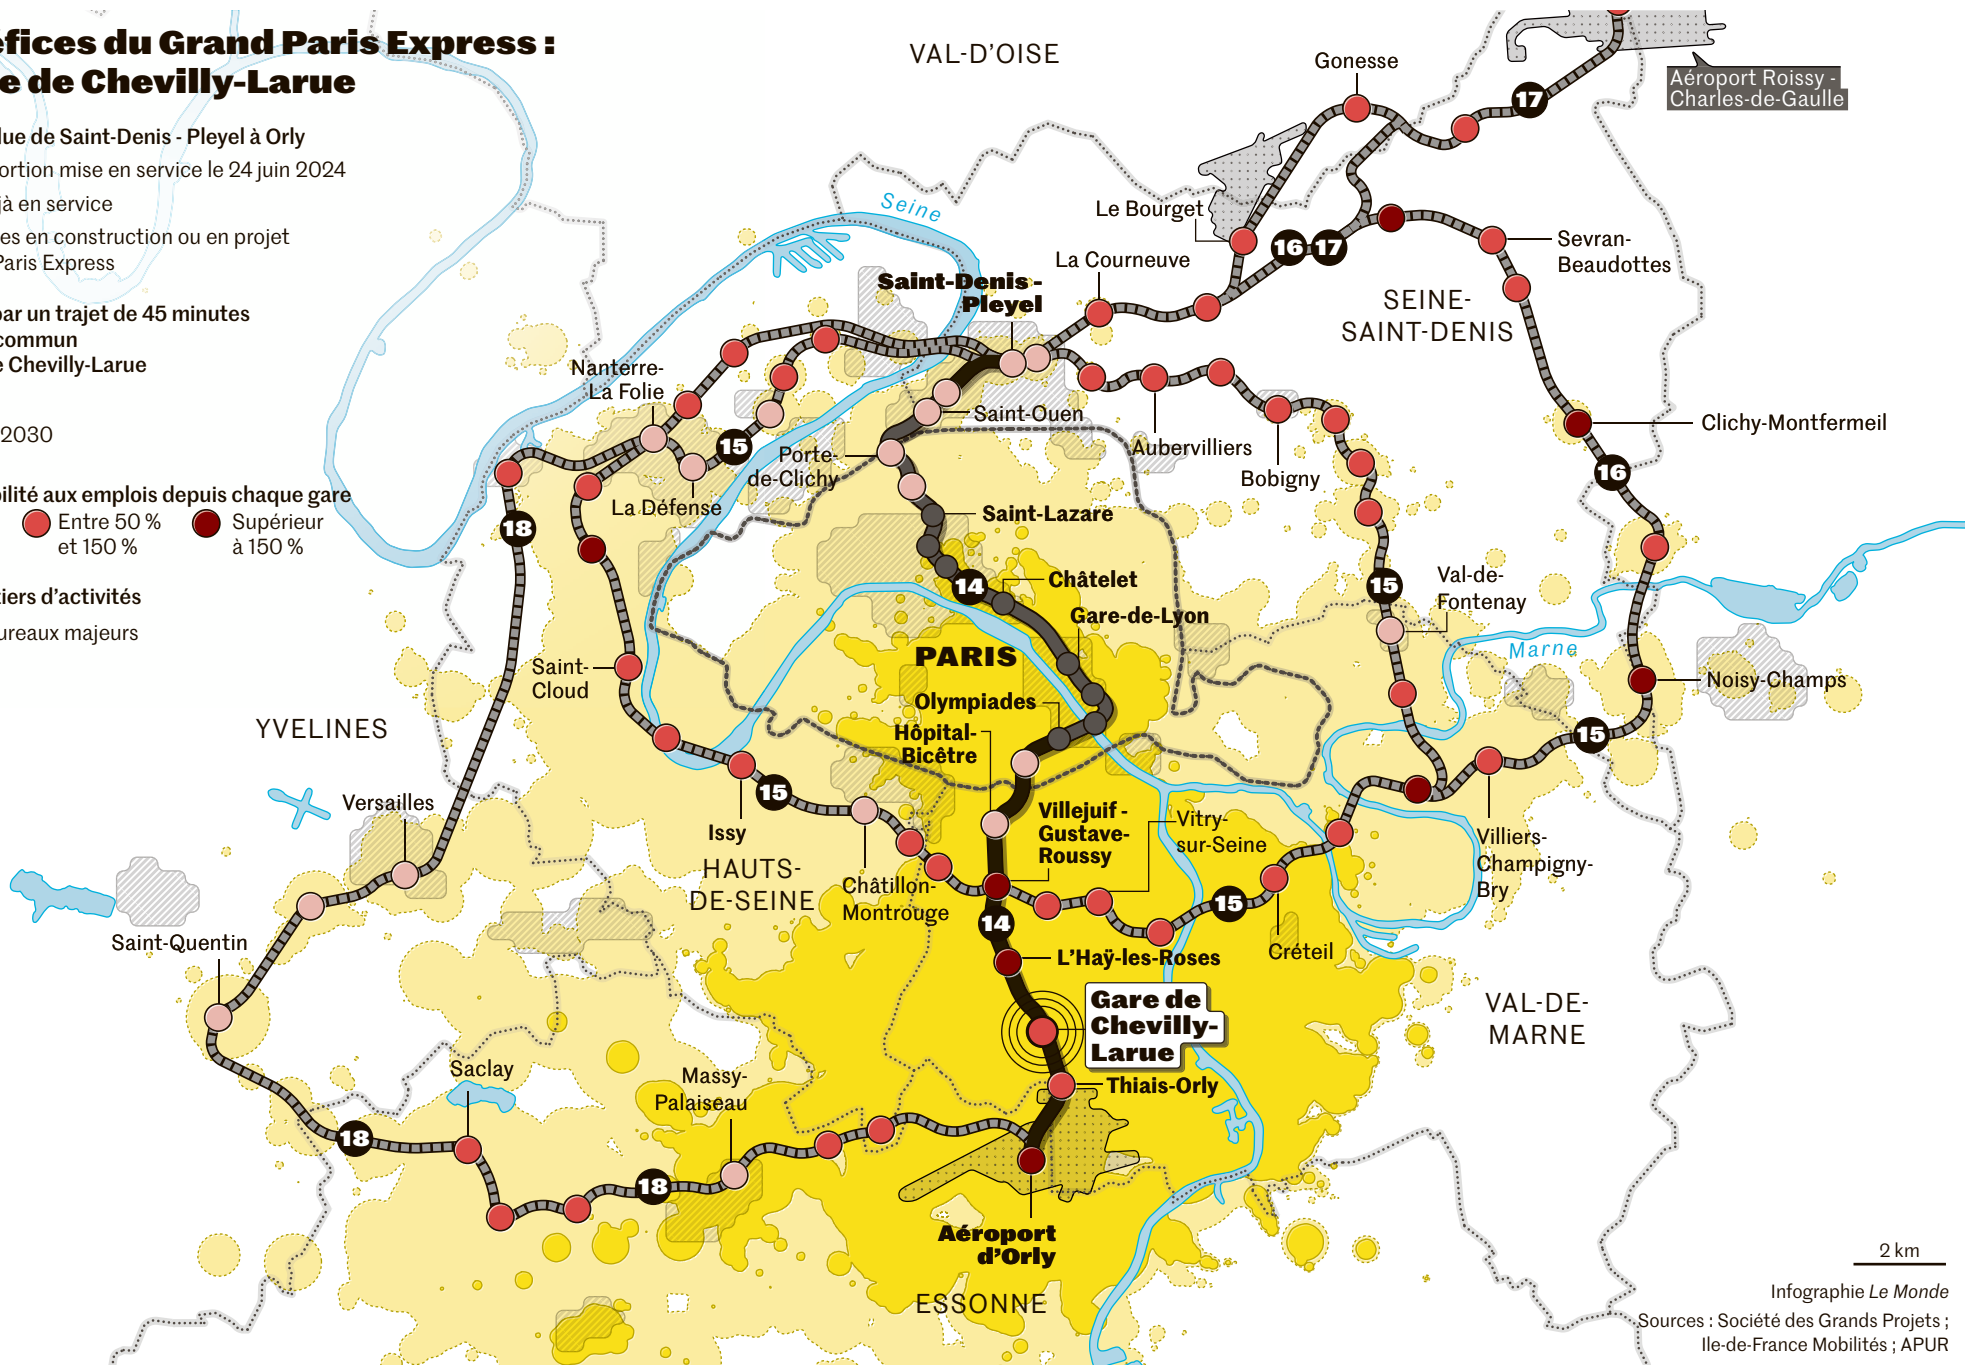 éfices du Grand Paris Express :
e de Chevilly-Larue
lue de Saint-Denis - Pleyel à Orly
ortion mise en service le 24 juin 2024
jà en service
es en construction ou en projet
Paris Express
par un trajet de 45 minutes
commun
e Chevilly-Larue
2030
bilité aux emplois depuis chaque gare
Entre 50 %
et 150 %
Supérieur
à 150 %
tiers d'activités
ureaux majeurs
VAL-D'OISE
Gonesse
Aéroport Roissy -
Charles-de-Gaulle
17
Seine
Le Bourget
16
17
Sevran-
Beaudottes
La Courneuve
Saint-Denis -
Pleyel
SEINE-
SAINT-DENIS
Nanterre-
La Folie
Saint-Ouen
15
Porte-
de-Clichy
Aubervilliers
Bobigny
Clichy-Montfermeil
16
La Défense
18
Saint-Lazare
14
Châtelet
Gare-de-Lyon
15
Val-de-
Fontenay
Marne
PARIS
Saint-
Cloud
Noisy-Champs
Olympiades
Hôpital-
Bicêtre
YVELINES
15
15
Versailles
Issy
Villejuif -
Gustave-
Roussy
Vitry-
sur-Seine
Villiers-
Champigny-
Bry
HAUTS-
DE-SEINE
Châtillon-
Montrouge
14
15
Saint-Quentin
L'Haÿ-les-Roses
Créteil
Gare de
Chevilly-
Larue
VAL-DE-
MARNE
Saclay
Massy-
Palaiseau
Thiais-Orly
18
18
Aéroport
d'Orly
ESSONNE
2 km
Infographie Le Monde
Sources : Société des Grands Projets ;
Ile-de-France Mobilités ; APUR